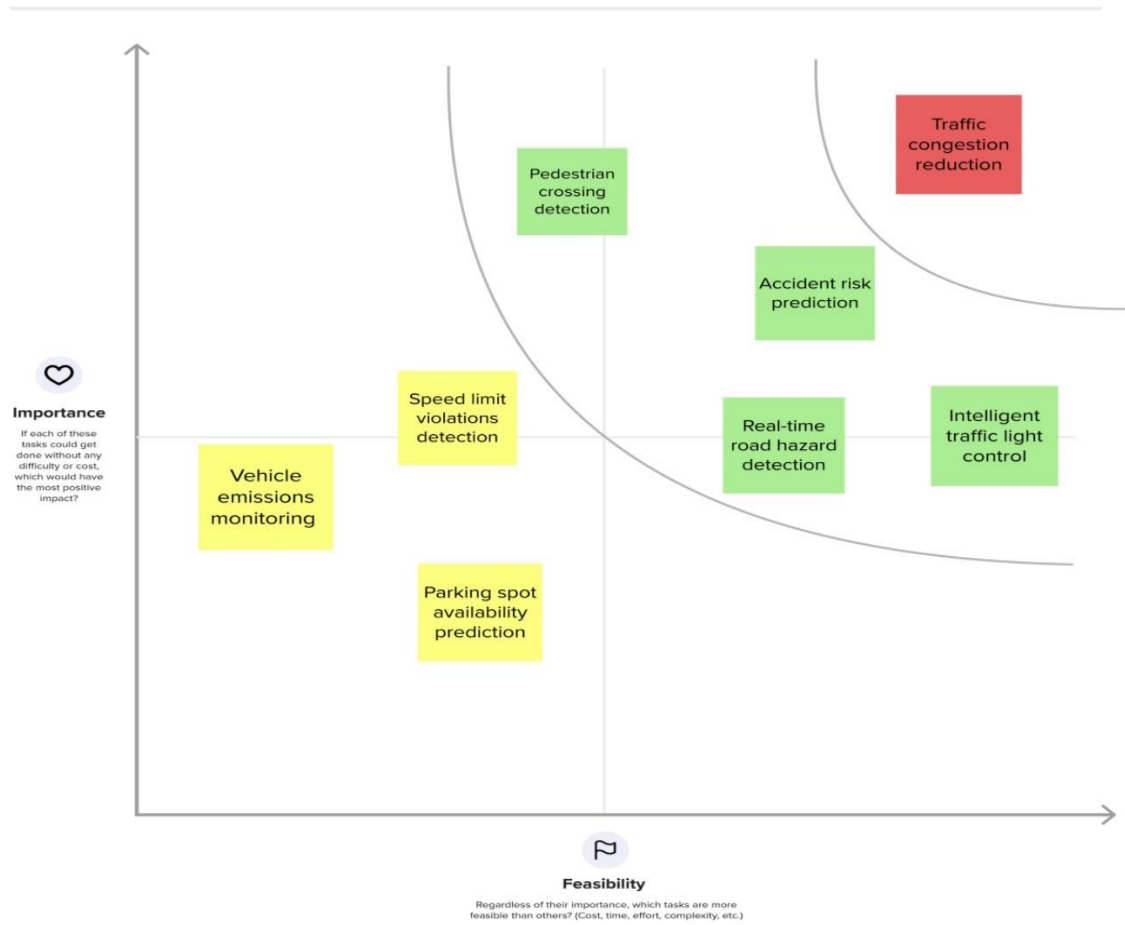 Traffic
congestion
reduction
Pedestrian
crossing
detection
Accident risk
prediction
Speed limit
violations
detection
Real-time
road hazard
detection
Intelligent
traffic light
control
Vehicle
emissions
monitoring
Parking spot
availability
prediction
Importance
If each of these
tasks could get
done without any
difficulty or cost,
which would have
the most positive
impact?
Feasibility
Regardless of their importance, which tasks are more
feasible than others? (Cost, time, effort, complexity, etc.)